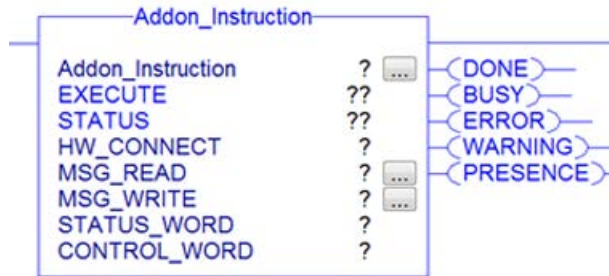 Addon_Instruction
Addon_Instruction ? ... DONE
EXECUTE ?? BUSY
STATUS ?? ERROR
HW_CONNECT ? WARNING
MSG_READ ? ... PRESENCE
MSG_WRITE ? ...
STATUS_WORD ?
CONTROL_WORD ?